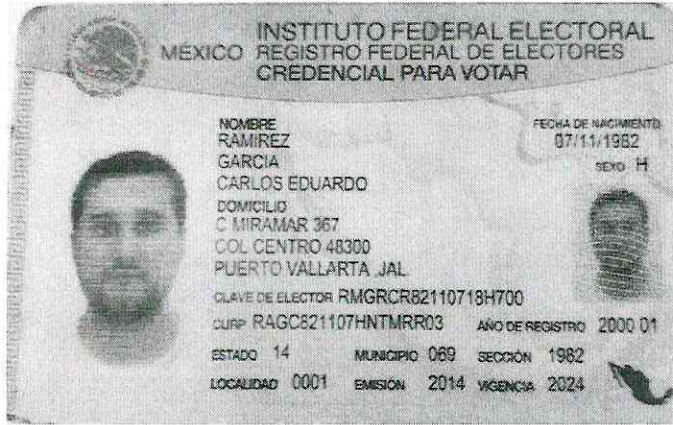 INSTITUTO FEDERAL ELECTORAL
MÉXICO REGISTRO FEDERAL DE ELECTORES
CREDENCIAL PARA VOTAR
NOMBRE
RAMIREZ
GARCIA
CARLOS EDUARDO
FECHA DE NACIMIENTO
07/11/1982
SEXO H
DOMICILIO
C MIRAMAR 367
COL CENTRO 48300
PUERTO VALLARTA ,JAL.
CLAVE DE ELECTOR RMGRCR82110718H700
CURP RAGC821107HNTMRR03 AÑO DE REGISTRO 2000 01
ESTADO 14 MUNICIPIO 069 SECCIÓN 1982
LOCALIDAD 0001 EMISIÓN 2014 VIGENCIA 2024